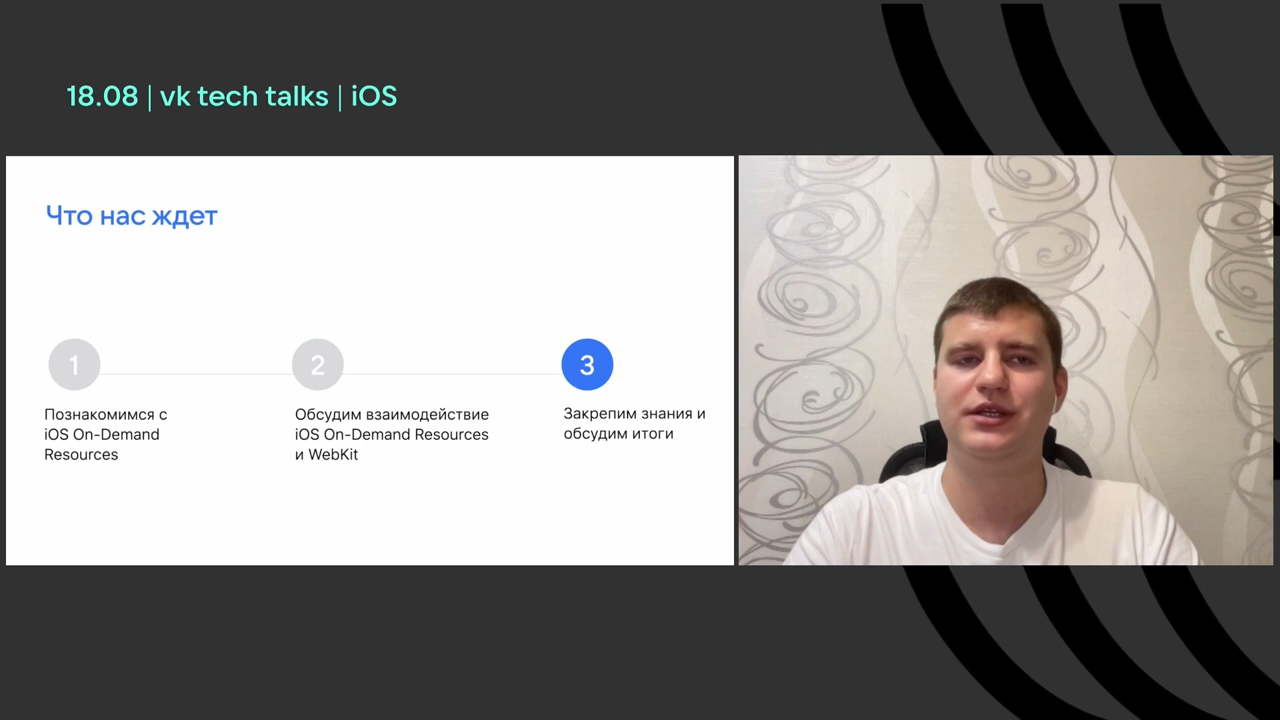 18.08 | vk tech talks | iOS
Что нас ждет
1
Познакомимся с
iOS On-Demand
Resources
2
Обсудим взаимодействие
iOS On-Demand Resources
и WebKit
3
Закрепим знания и
обсудим итоги